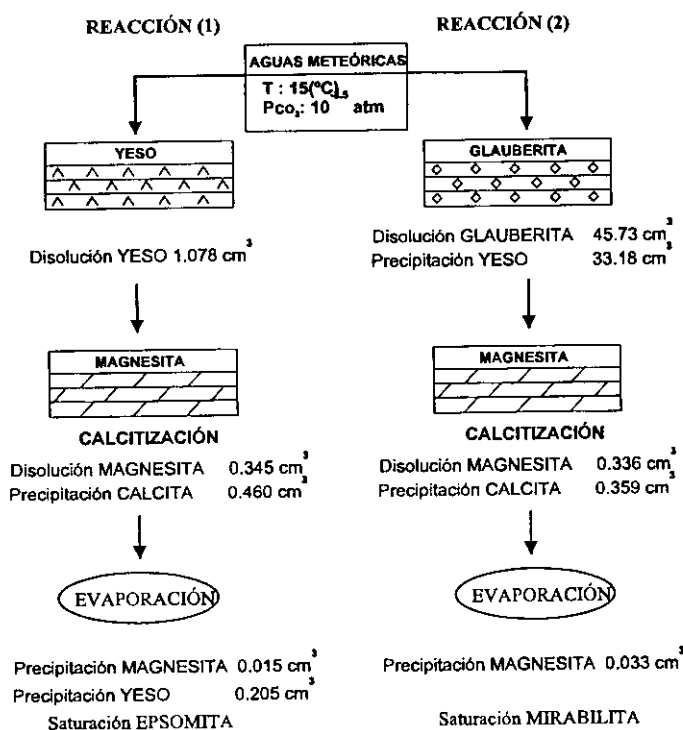 REACCIÓN (1)
REACCIÓN (2)
AGUAS METEÓRICAS
T : 15(ºC)
Pco₂: 10⁻³·⁵ atm
YESO
Disolución YESO 1.078 cm³
MAGNESITA
CALCITIZACIÓN
Disolución MAGNESITA 0.345 cm³
Precipitación CALCITA 0.460 cm³
EVAPORACIÓN
Precipitación MAGNESITA 0.015 cm³
Precipitación YESO 0.205 cm³
Saturación EPSOMITA
GLAUBERITA
Disolución GLAUBERITA 45.73 cm³
Precipitación YESO 33.18 cm³
MAGNESITA
CALCITIZACIÓN
Disolución MAGNESITA 0.336 cm³
Precipitación CALCITA 0.359 cm³
EVAPORACIÓN
Precipitación MAGNESITA 0.033 cm³
Saturación MIRABILITA